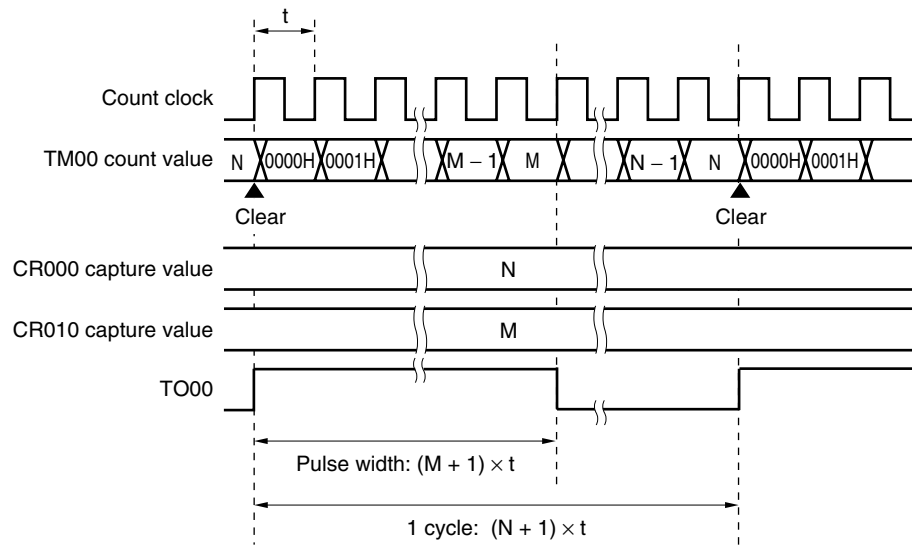 t
Count clock
TM00 count value N 0000H 0001H M − 1 M N − 1 N 0000H 0001H
Clear Clear
CR000 capture value N
CR010 capture value M
TO00
Pulse width: (M + 1) × t
1 cycle: (N + 1) × t